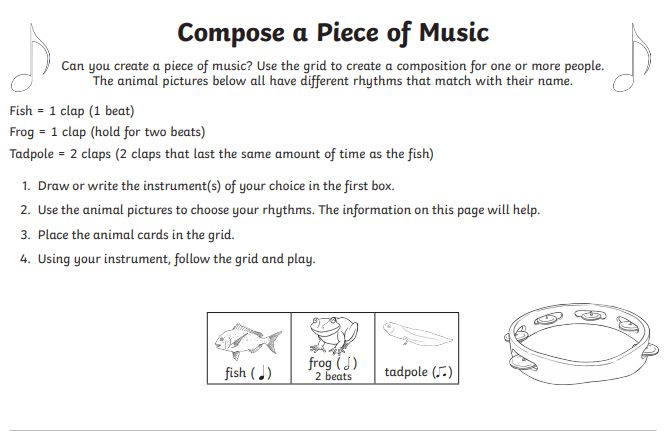 Compose a Piece of Music
Can you create a piece of music? Use the grid to create a composition for one or more people.
The animal pictures below all have different rhythms that match with their name.
Fish = 1 clap (1 beat)
Frog = 1 clap (hold for two beats)
Tadpole = 2 claps (2 claps that last the same amount of time as the fish)
1. Draw or write the instrument(s) of your choice in the first box.
2. Use the animal pictures to choose your rhythms. The information on this page will help.
3. Place the animal cards in the grid.
4. Using your instrument, follow the grid and play.
fish (♩)
frog (𝅗𝅥)
2 beats
tadpole (♫)